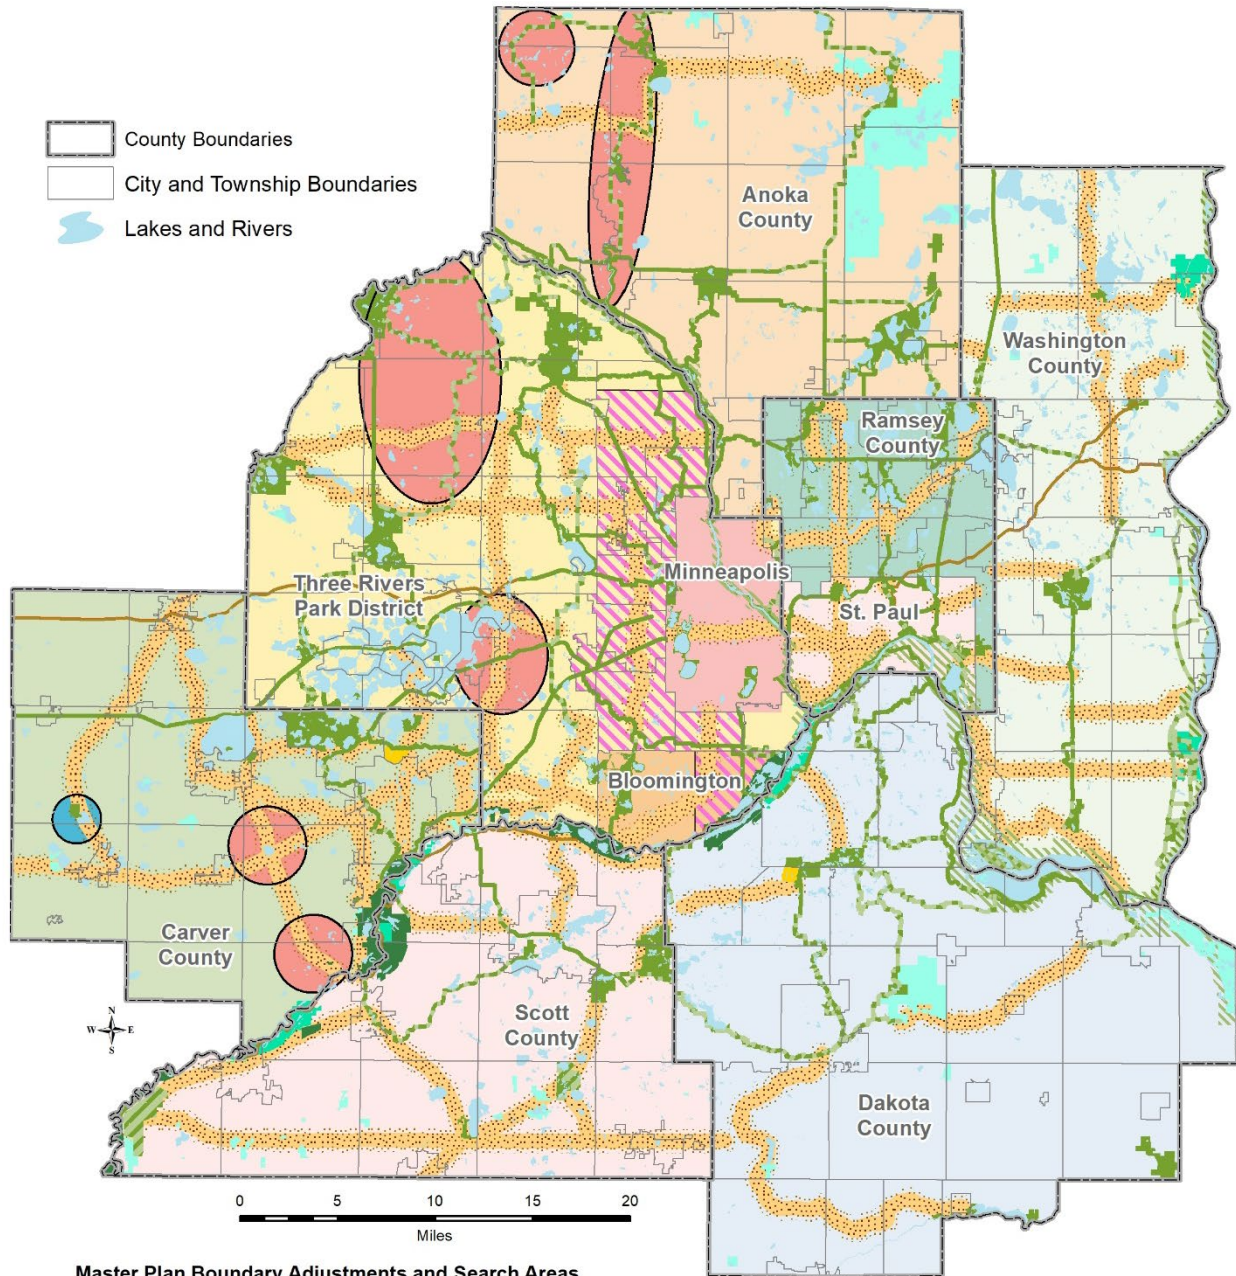 County Boundaries
City and Township Boundaries
Lakes and Rivers
Anoka
County
Washington
County
Ramsey
County
Three Rivers
Park District
Minneapolis
St. Paul
Bloomington
Carver
County
Scott
County
Dakota
County
N
W E
S
0 5 10 15 20
Miles
Master Plan Boundary Adjustments and Search Areas